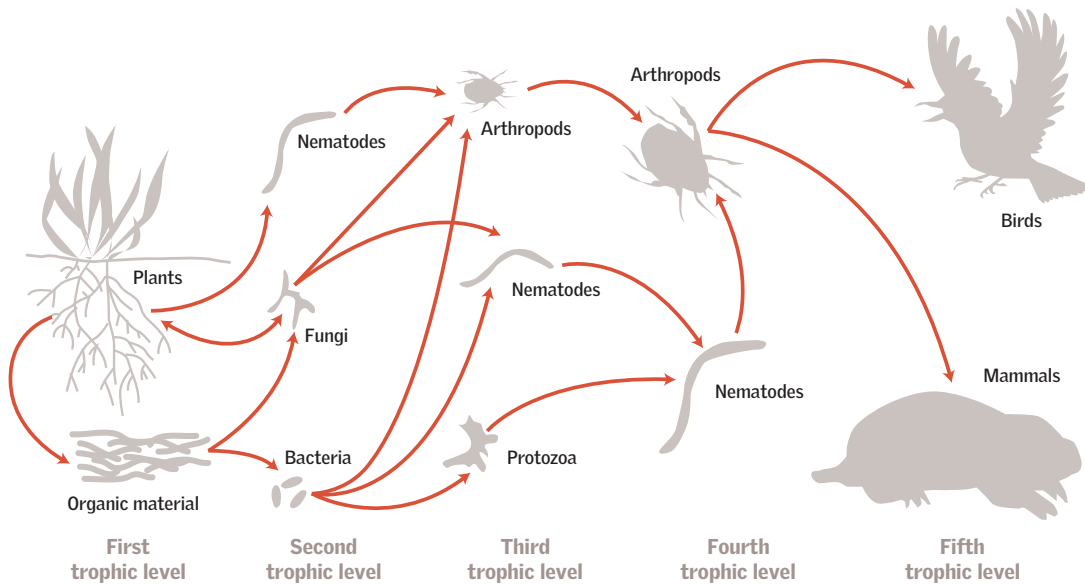 Arthropods
Nematodes
Arthropods
Birds
Plants
Nematodes
Fungi
Mammals
Nematodes
Bacteria
Protozoa
Organic material
First
trophic level
Second
trophic level
Third
trophic level
Fourth
trophic level
Fifth
trophic level